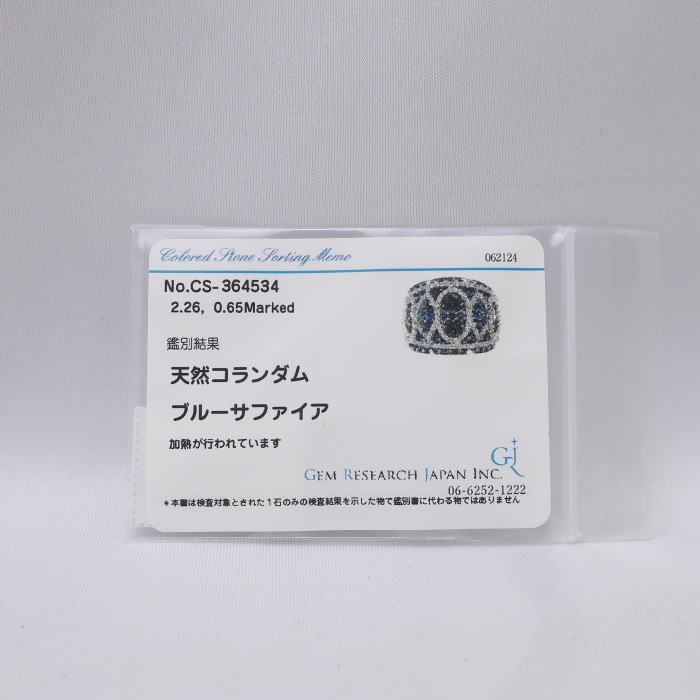 Colored Stone Sorting Memo
062124
No.CS-364534
2.26, 0.65Marked
鑑別結果
天然コランダム
ブルーサファイア
加熱が行われています
GJ
GEM RESEARCH JAPAN INC.
06-6252-1222
*本書は検査対象とされた1石のみの検査結果を示した物で鑑別書に代わる物ではありません